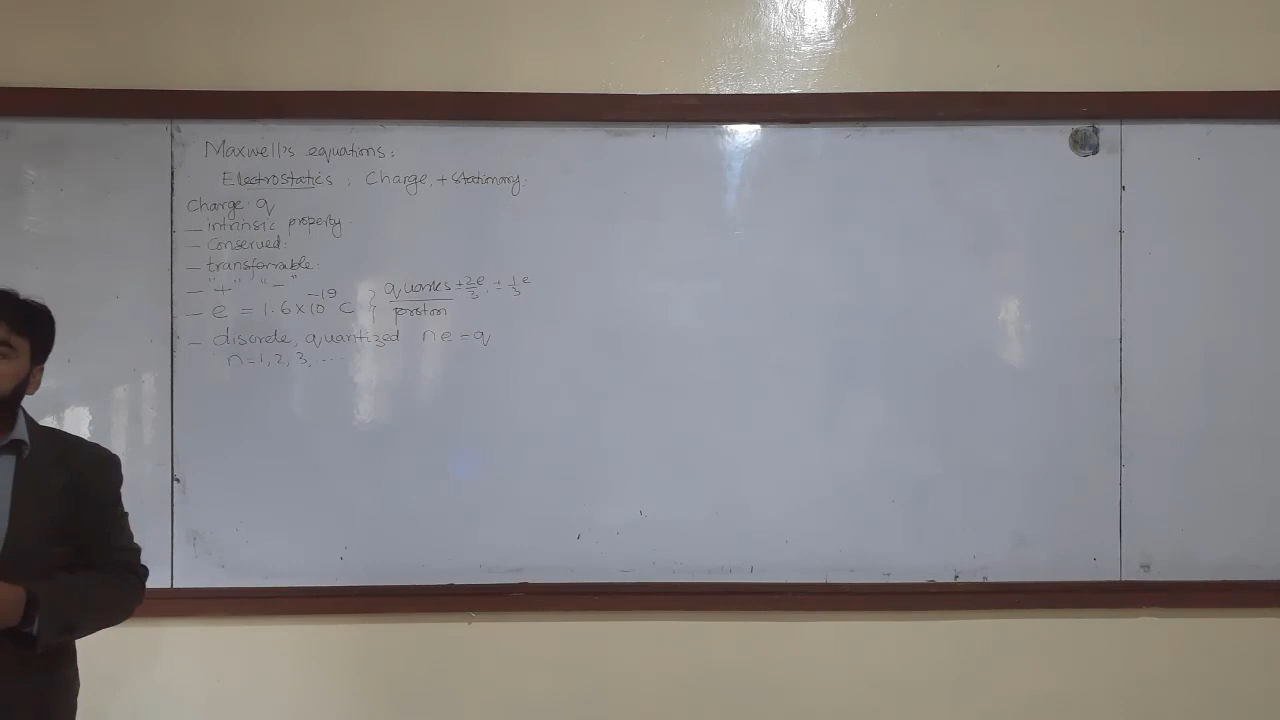 Maxwell's equations:
Electrostatics, Charge, + stationary.
Charge: q
— intrinsic property.
— Conserved.
— transferrable.
— "+" "—"
— e = 1.6×10⁻¹⁹ C } quarks ±2e/3, ±1/3 e
proton
— discrete, quantized ne = q
n = 1, 2, 3, ....